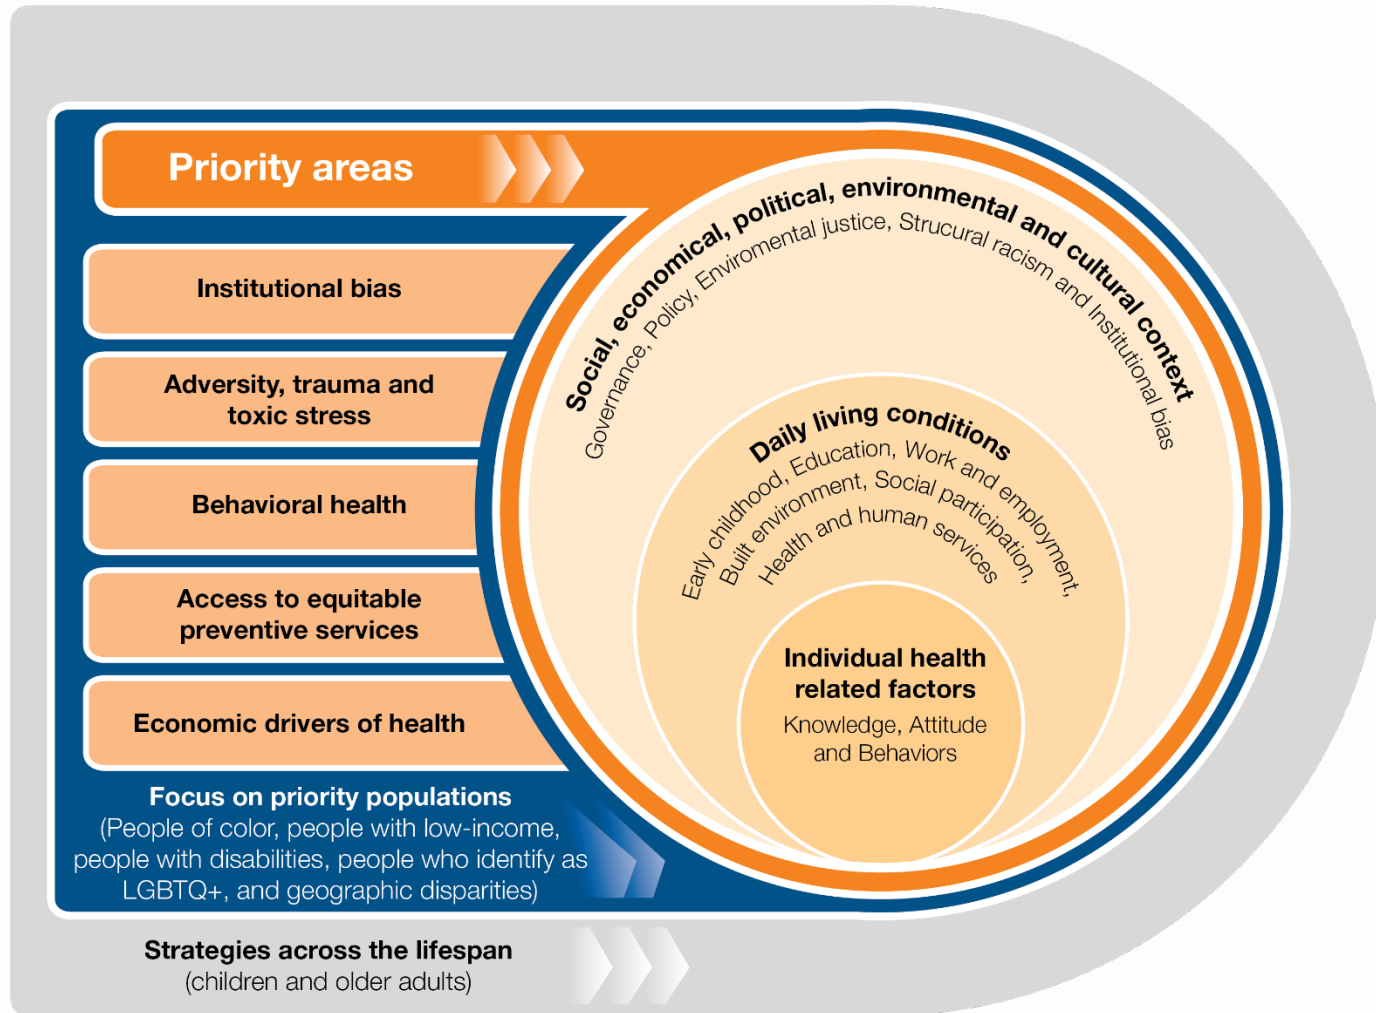 Priority areas
Institutional bias
Adversity, trauma and
toxic stress
Behavioral health
Access to equitable
preventive services
Economic drivers of health
Focus on priority populations
(People of color, people with low-income,
people with disabilities, people who identify as
LGBTQ+, and geographic disparities)
Strategies across the lifespan
(children and older adults)
Social, economical, political, environmental and cultural context
Governance, Policy, Enviromental justice, Strucural racism and Institutional bias
Daily living conditions
Early childhood, Education, Work and employment,
Built environment, Social participation,
Health and human services
Individual health
related factors
Knowledge, Attitude
and Behaviors